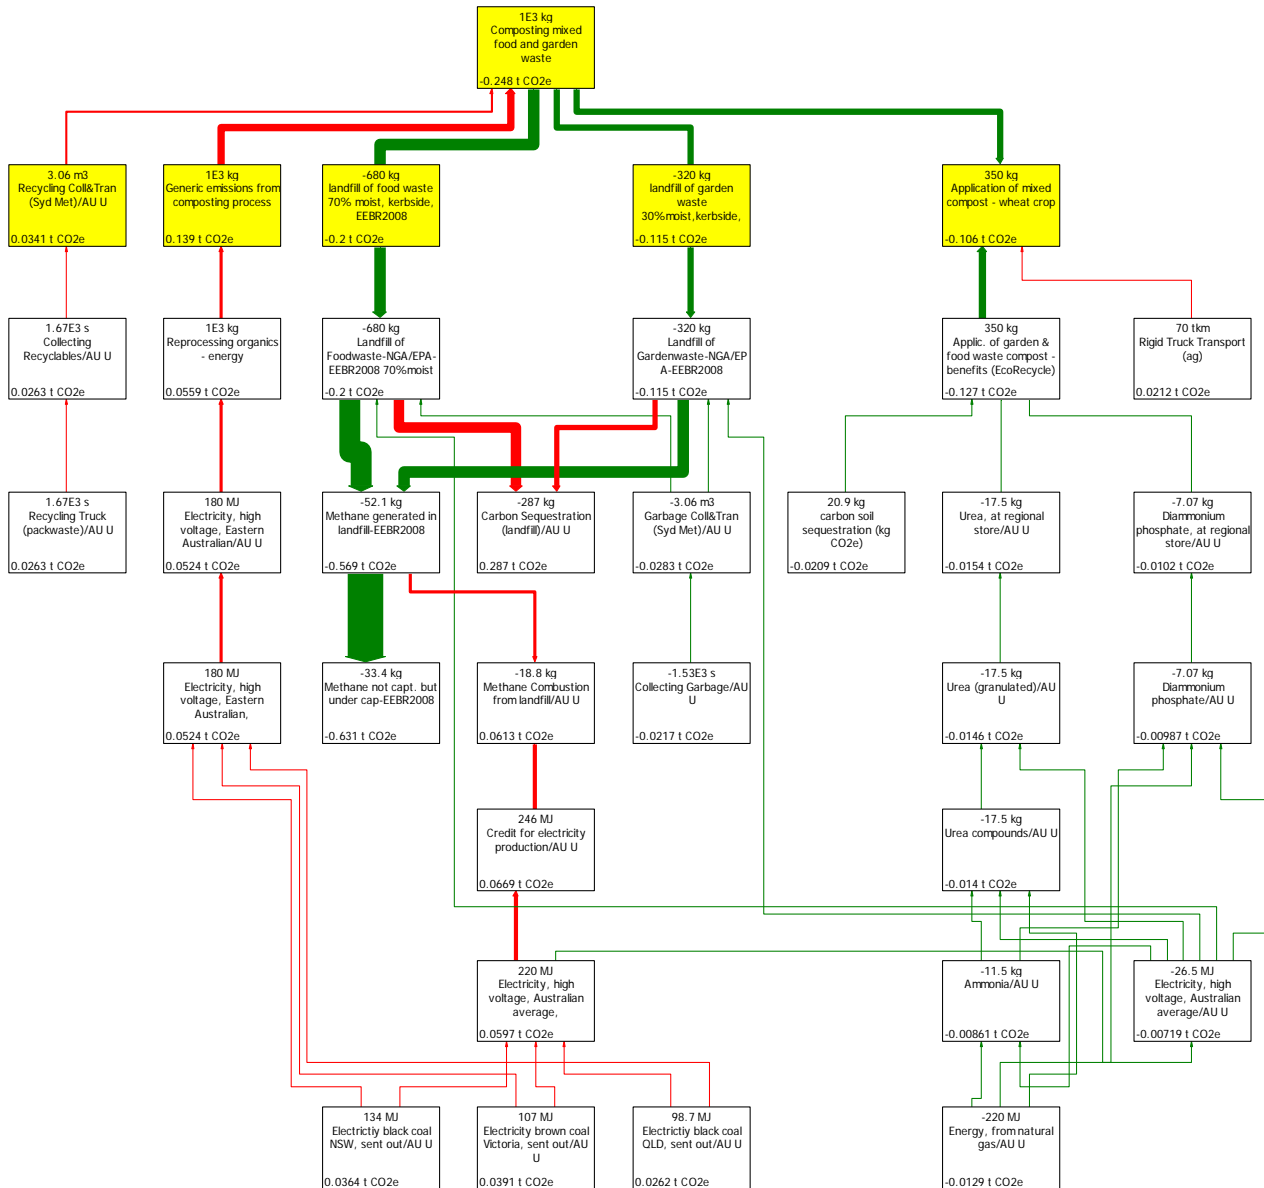 1E3 kg
Composting mixed
food and garden
waste
-0.248 t CO2e
3.06 m3
Recycling Coll&Tran
(Syd Met)/AU U
0.0341 t CO2e
1E3 kg
Generic emissions from
composting process
0.139 t CO2e
-680 kg
landfill of food waste
70% moist, kerbside,
EEBR2008
-0.2 t CO2e
-320 kg
landfill of garden
waste
30%moist,kerbside,
-0.115 t CO2e
350 kg
Application of mixed
compost - wheat crop
-0.106 t CO2e
1.67E3 s
Collecting
Recyclables/AU U
0.0263 t CO2e
1E3 kg
Reprocessing organics
- energy
0.0559 t CO2e
-680 kg
Landfill of
Foodwaste-NGA/EPA-
EEBR2008 70%moist
-0.2 t CO2e
-320 kg
Landfill of
Gardenwaste-NGA/EP
A-EEBR2008
-0.115 t CO2e
350 kg
Applic. of garden &
food waste compost -
benefits (EcoRecycle)
-0.127 t CO2e
70 tkm
Rigid Truck Transport
(ag)
0.0212 t CO2e
1.67E3 s
Recycling Truck
(packwaste)/AU U
0.0263 t CO2e
180 MJ
Electricity, high
voltage, Eastern
Australian/AU U
0.0524 t CO2e
-52.1 kg
Methane generated in
landfill-EEBR2008
-0.569 t CO2e
-287 kg
Carbon Sequestration
(landfill)/AU U
0.287 t CO2e
-3.06 m3
Garbage Coll&Tran
(Syd Met)/AU U
-0.0283 t CO2e
20.9 kg
carbon soil
sequestration (kg
CO2e)
-0.0209 t CO2e
-17.5 kg
Urea, at regional
store/AU U
-0.0154 t CO2e
-7.07 kg
Diammonium
phosphate, at regional
store/AU U
-0.0102 t CO2e
180 MJ
Electricity, high
voltage, Eastern
Australian,
0.0524 t CO2e
-33.4 kg
Methane not capt. but
under cap-EEBR2008
-0.631 t CO2e
-18.8 kg
Methane Combustion
from landfill/AU U
0.0613 t CO2e
-1.53E3 s
Collecting Garbage/AU
U
-0.0217 t CO2e
-17.5 kg
Urea (granulated)/AU
U
-0.0146 t CO2e
-7.07 kg
Diammonium
phosphate/AU U
-0.00987 t CO2e
246 MJ
Credit for electricity
production/AU U
0.0669 t CO2e
-17.5 kg
Urea compounds/AU U
-0.014 t CO2e
220 MJ
Electricity, high
voltage, Australian
average,
0.0597 t CO2e
-11.5 kg
Ammonia/AU U
-0.00861 t CO2e
-26.5 MJ
Electricity, high
voltage, Australian
average/AU U
-0.00719 t CO2e
134 MJ
Electrictiy black coal
NSW, sent out/AU U
0.0364 t CO2e
107 MJ
Electricity brown coal
Victoria, sent out/AU
U
0.0391 t CO2e
98.7 MJ
Electrictiy black coal
QLD, sent out/AU U
0.0262 t CO2e
-220 MJ
Energy, from natural
gas/AU U
-0.0129 t CO2e